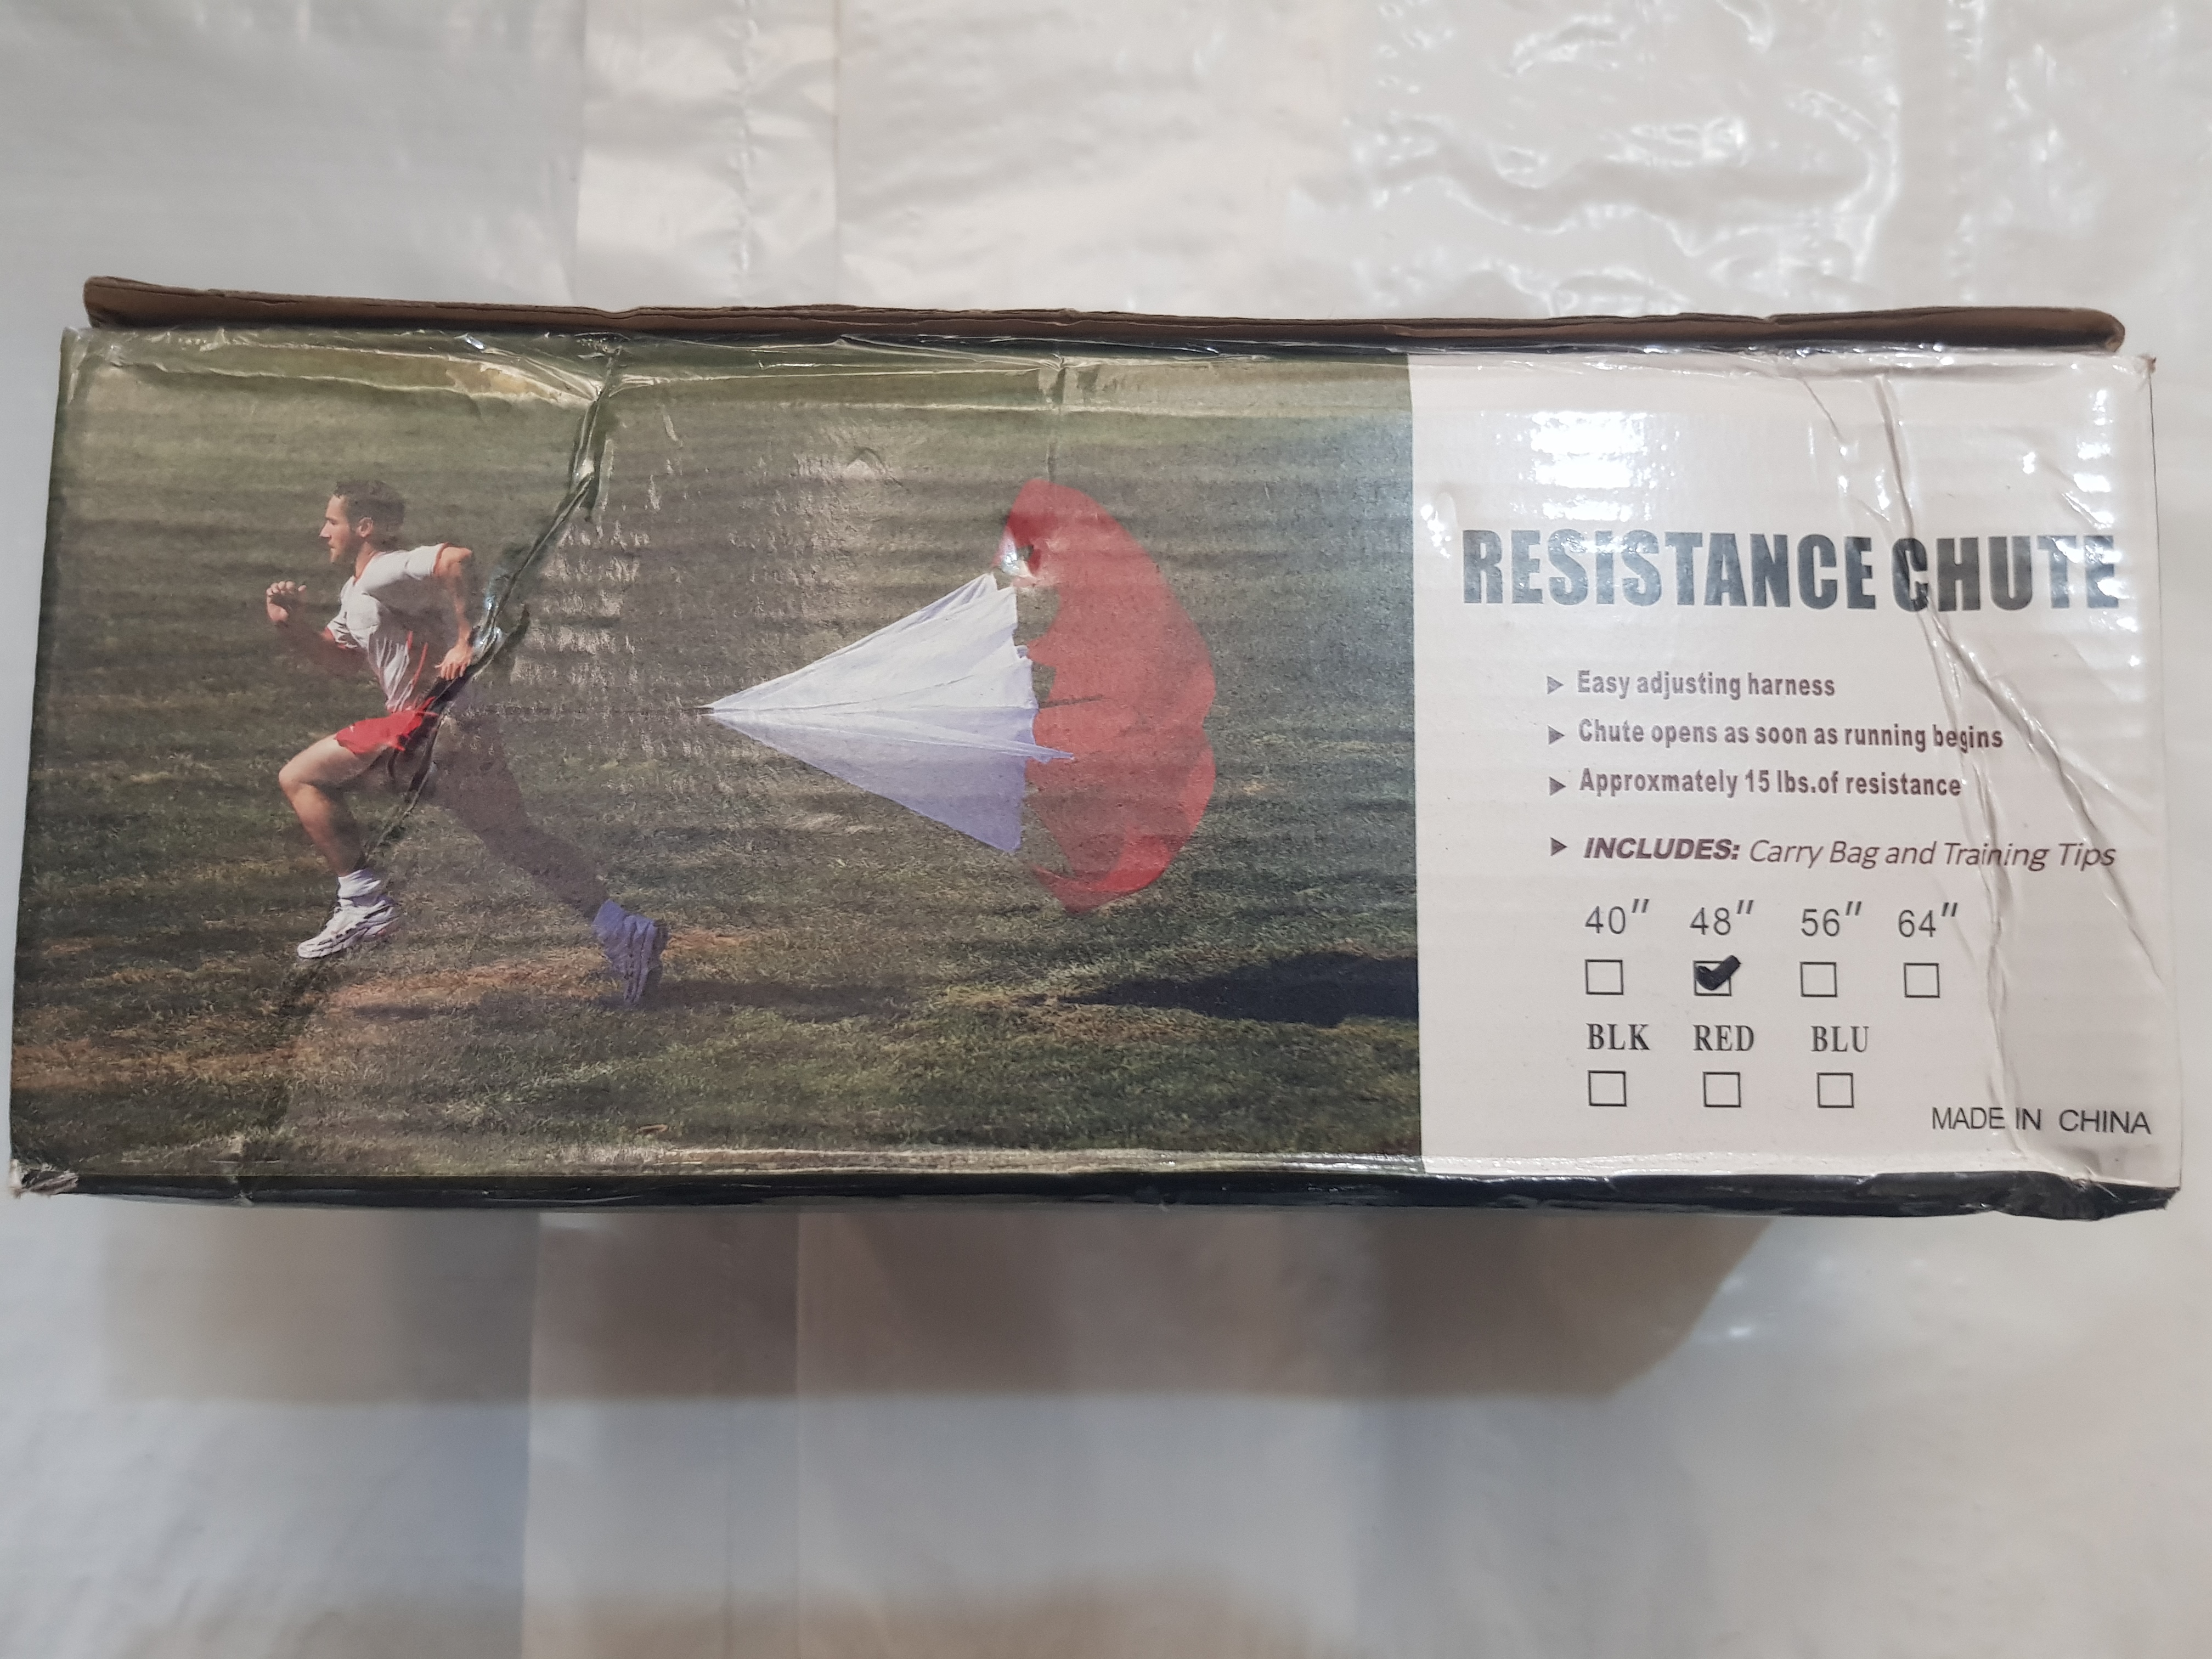 RESISTANCE CHUTE
Easy adjusting harness
Chute opens as soon as running begins
Approxmately 15 lbs.of resistance
INCLUDES: Carry Bag and Training Tips
40" 48" 56" 64"
BLK RED BLU
MADE IN CHINA